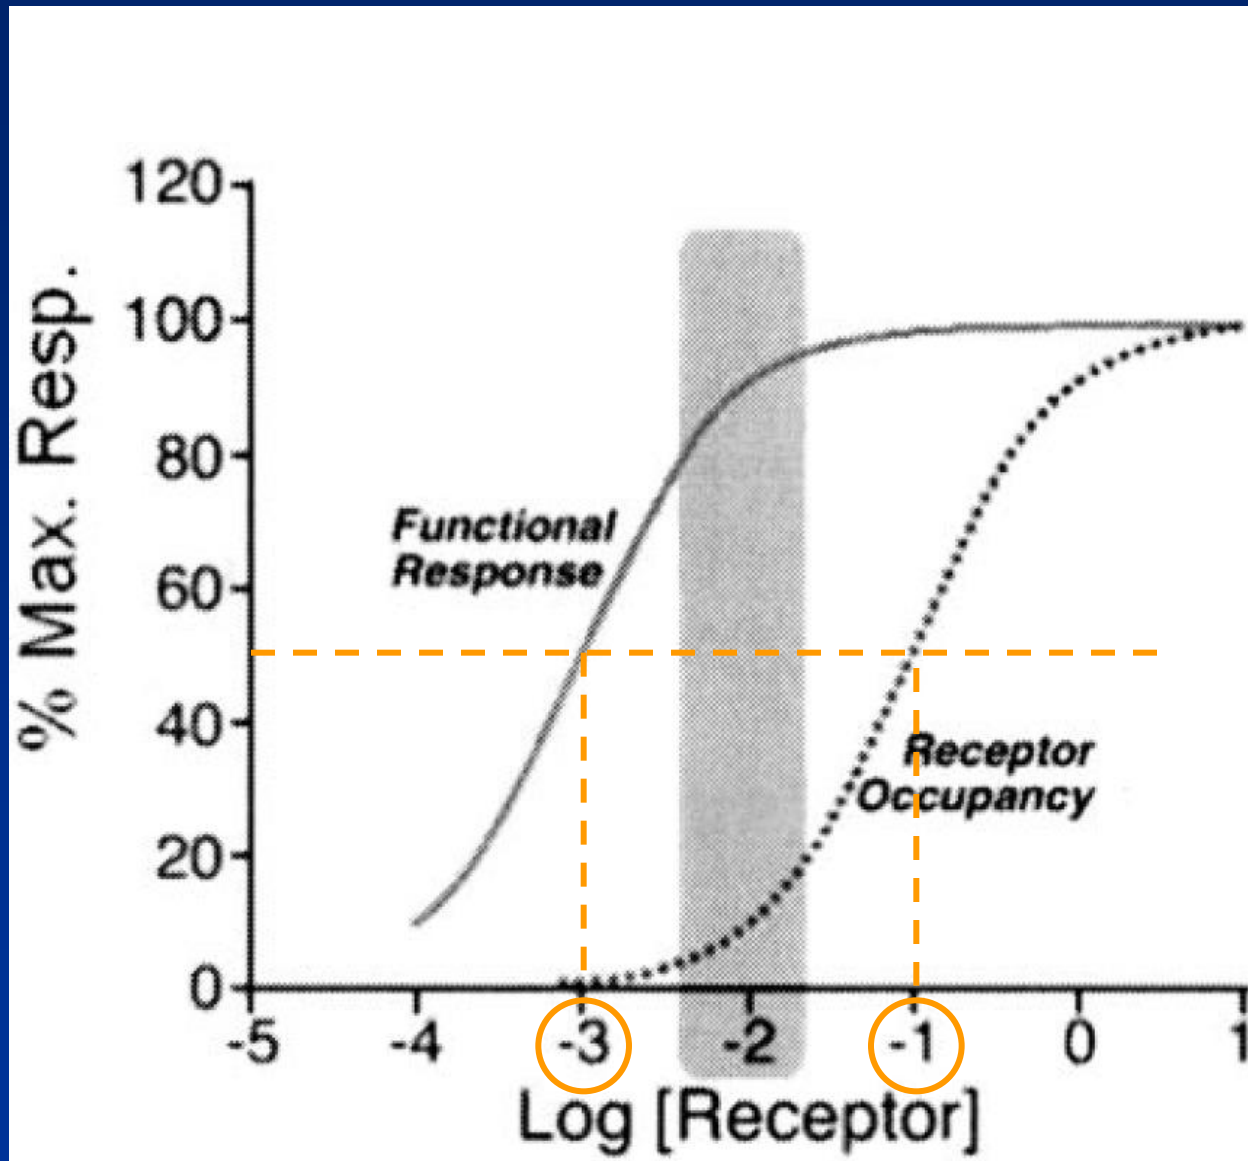 % Max. Resp.
120
100
80
60
40
20
0
Functional
Response
Receptor
Occupancy
-5 -4 -3 -2 -1 0 1
Log [Receptor]